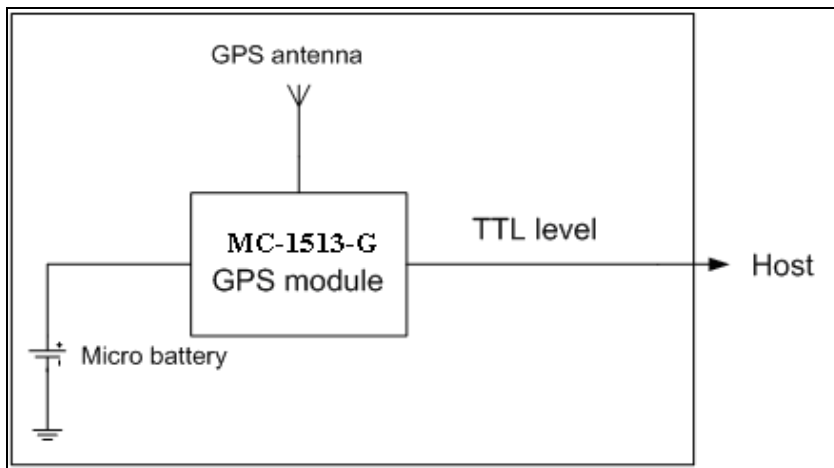 GPS antenna
MC-1513-G
GPS module
TTL level
Host
Micro battery